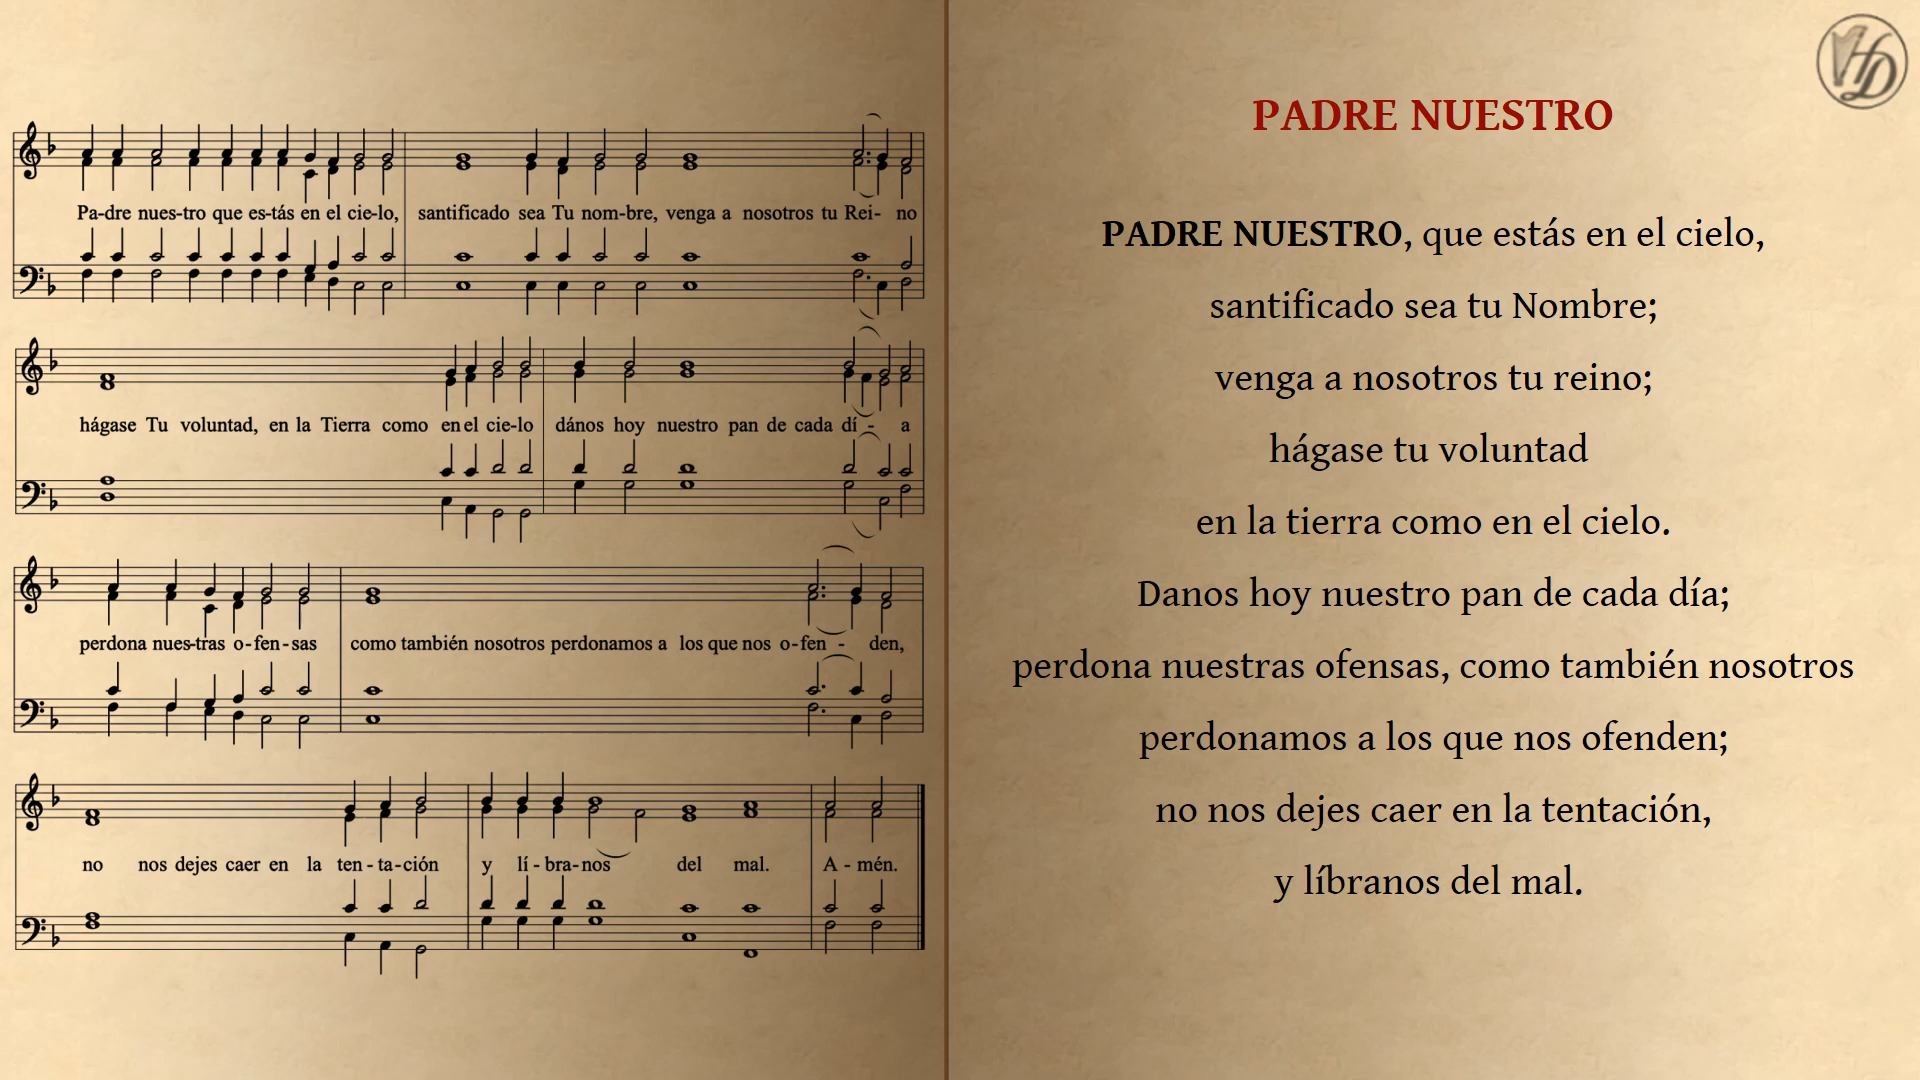 Pa-dre nues-tro que es-tás en el cie-lo, santificado sea Tu nom-bre, venga a nosotros tu Rei- no
hágase Tu voluntad, en la Tierra como en el cie-lo dános hoy nuestro pan de cada dí - a
perdona nues-tras o-fen-sas como también nosotros perdonamos a los que nos o-fen - den,
no nos dejes caer en la ten-ta-ción y lí-bra-nos del mal. A-mén.
HD
PADRE NUESTRO
PADRE NUESTRO, que estás en el cielo,
santificado sea tu Nombre;
venga a nosotros tu reino;
hágase tu voluntad
en la tierra como en el cielo.
Danos hoy nuestro pan de cada día;
perdona nuestras ofensas, como también nosotros
perdonamos a los que nos ofenden;
no nos dejes caer en la tentación,
y líbranos del mal.